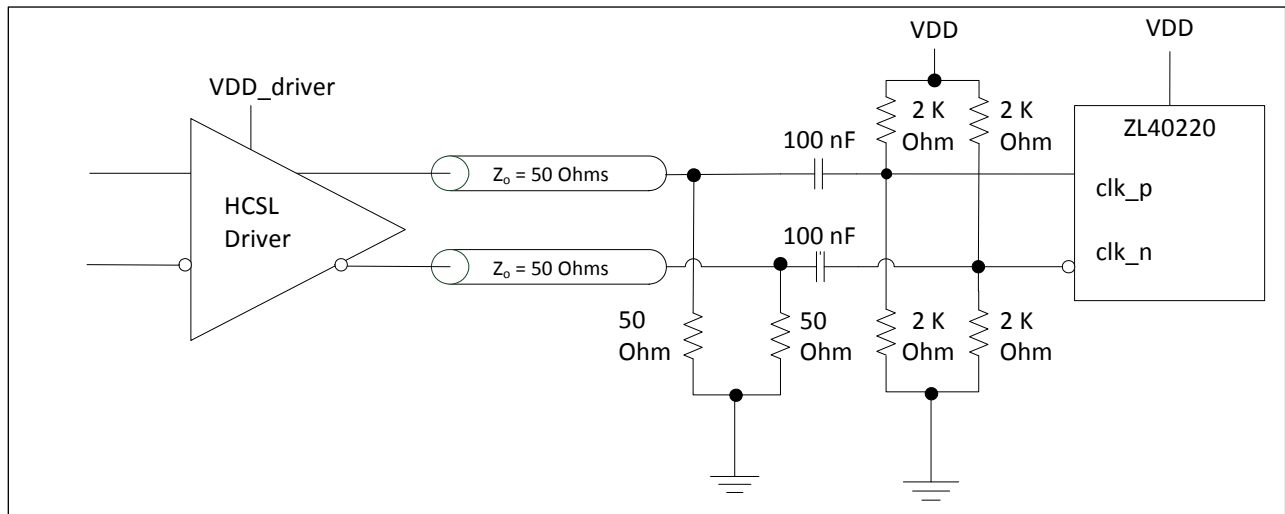 VDD
VDD
VDD_driver
2 K
Ohm
2 K
Ohm
ZL40220
100 nF
Zo = 50 Ohms
clk_p
HCSL
Driver
100 nF
clk_n
Zo = 50 Ohms
50
Ohm
50
Ohm
2 K
Ohm
2 K
Ohm